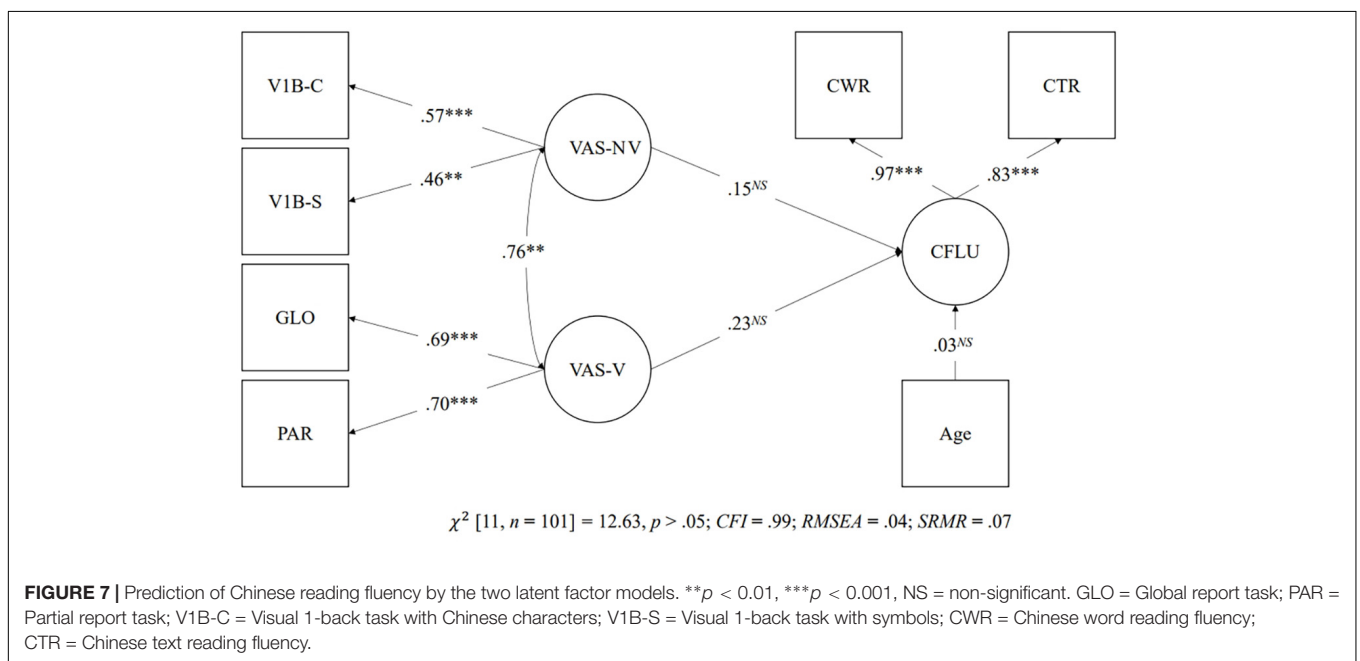 V1B-C
CWR
CTR
.57***
VAS-NV
V1B-S
.46**
.97***
.83***
.15NS
.76**
CFLU
GLO
.69***
.23NS
.03NS
VAS-V
.70***
PAR
Age
χ² [11, n = 101] = 12.63, p > .05; CFI = .99; RMSEA = .04; SRMR = .07
FIGURE 7 | Prediction of Chinese reading fluency by the two latent factor models. **p < 0.01, ***p < 0.001, NS = non-significant. GLO = Global report task; PAR =
Partial report task; V1B-C = Visual 1-back task with Chinese characters; V1B-S = Visual 1-back task with symbols; CWR = Chinese word reading fluency;
CTR = Chinese text reading fluency.